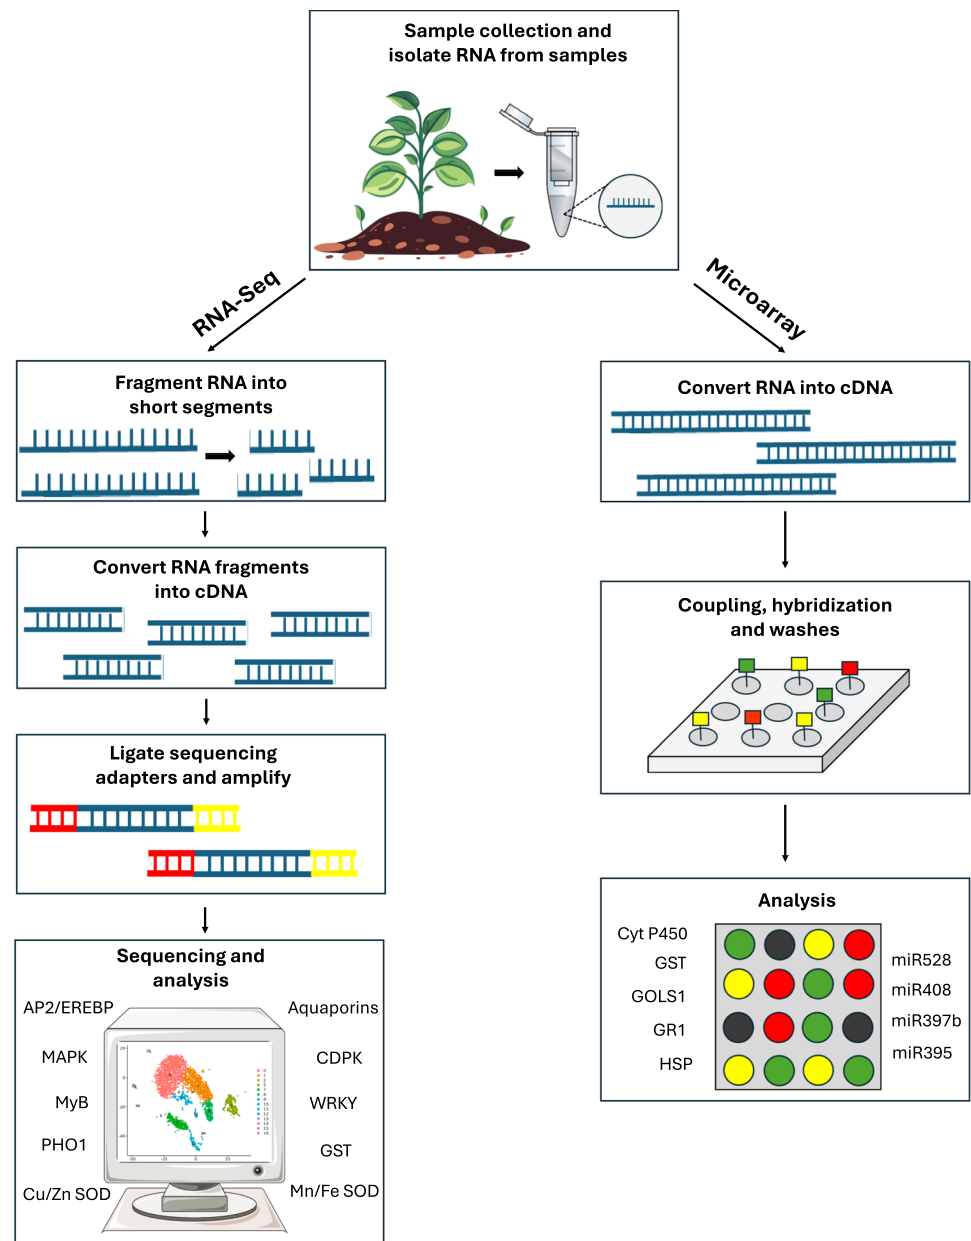 Sample collection and
isolate RNA from samples
RNA-Seq
Microarray
Fragment RNA into
short segments
Convert RNA fragments
into cDNA
Ligate sequencing
adapters and amplify
Sequencing and
analysis
AP2/EREBP
Aquaporins
MAPK
CDPK
MyB
WRKY
PHO1
GST
Cu/Zn SOD
Mn/Fe SOD
Convert RNA into cDNA
Coupling, hybridization
and washes
Analysis
Cyt P450
GST
GOLS1
GR1
HSP
miR528
miR408
miR397b
miR395